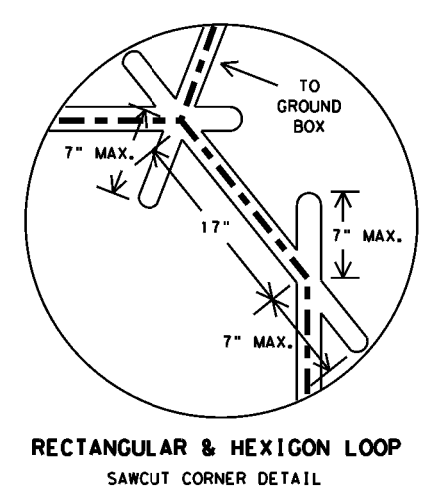 TO
GROUND
BOX
7" MAX.
17"
7" MAX.
7" MAX.
RECTANGULAR & HEXIGON LOOP
SAWCUT CORNER DETAIL